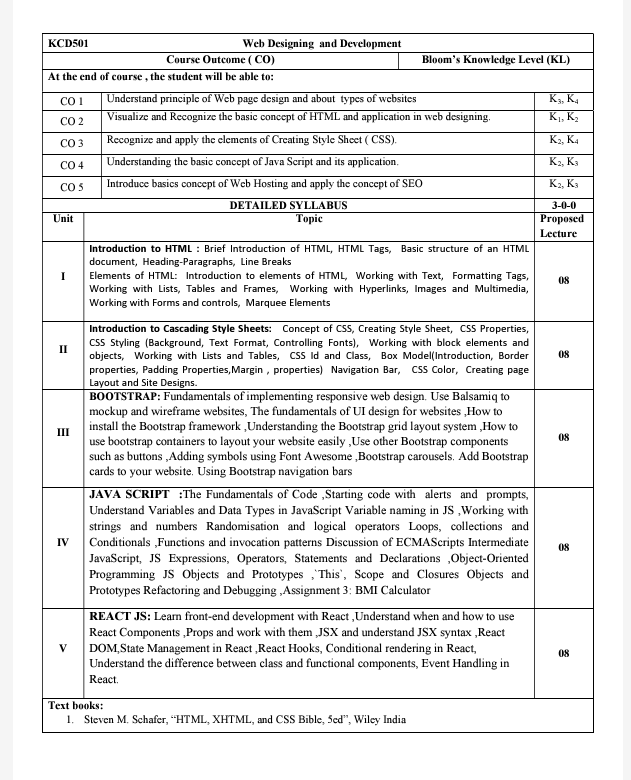 KCD501 Web Designing and Development
Course Outcome ( CO) Bloom's Knowledge Level (KL)
At the end of course , the student will be able to:
CO 1 Understand principle of Web page design and about types of websites K₃, K₄
CO 2 Visualize and Recognize the basic concept of HTML and application in web designing. K₁, K₂
CO 3 Recognize and apply the elements of Creating Style Sheet ( CSS). K₂, K₄
CO 4 Understanding the basic concept of Java Script and its application. K₂, K₃
CO 5 Introduce basics concept of Web Hosting and apply the concept of SEO K₂, K₃
DETAILED SYLLABUS 3-0-0
Unit Topic Proposed
Lecture
Introduction to HTML : Brief Introduction of HTML, HTML Tags, Basic structure of an HTML
document, Heading-Paragraphs, Line Breaks
I Elements of HTML: Introduction to elements of HTML, Working with Text, Formatting Tags, 08
Working with Lists, Tables and Frames, Working with Hyperlinks, Images and Multimedia,
Working with Forms and controls, Marquee Elements
Introduction to Cascading Style Sheets: Concept of CSS, Creating Style Sheet, CSS Properties,
CSS Styling (Background, Text Format, Controlling Fonts), Working with block elements and
II objects, Working with Lists and Tables, CSS Id and Class, Box Model(Introduction, Border 08
properties, Padding Properties,Margin , properties) Navigation Bar, CSS Color, Creating page
Layout and Site Designs.
BOOTSTRAP: Fundamentals of implementing responsive web design. Use Balsamiq to
mockup and wireframe websites, The fundamentals of UI design for websites ,How to
III install the Bootstrap framework ,Understanding the Bootstrap grid layout system ,How to 08
use bootstrap containers to layout your website easily ,Use other Bootstrap components
such as buttons ,Adding symbols using Font Awesome ,Bootstrap carousels. Add Bootstrap
cards to your website. Using Bootstrap navigation bars
JAVA SCRIPT :The Fundamentals of Code ,Starting code with alerts and prompts,
Understand Variables and Data Types in JavaScript Variable naming in JS ,Working with
strings and numbers Randomisation and logical operators Loops, collections and
IV Conditionals ,Functions and invocation patterns Discussion of ECMAScripts Intermediate 08
JavaScript, JS Expressions, Operators, Statements and Declarations ,Object-Oriented
Programming JS Objects and Prototypes ,`This`, Scope and Closures Objects and
Prototypes Refactoring and Debugging ,Assignment 3: BMI Calculator
REACT JS: Learn front-end development with React ,Understand when and how to use
React Components ,Props and work with them ,JSX and understand JSX syntax ,React
V DOM,State Management in React ,React Hooks, Conditional rendering in React, 08
Understand the difference between class and functional components, Event Handling in
React.
Text books:
1. Steven M. Schafer, “HTML, XHTML, and CSS Bible, 5ed”, Wiley India